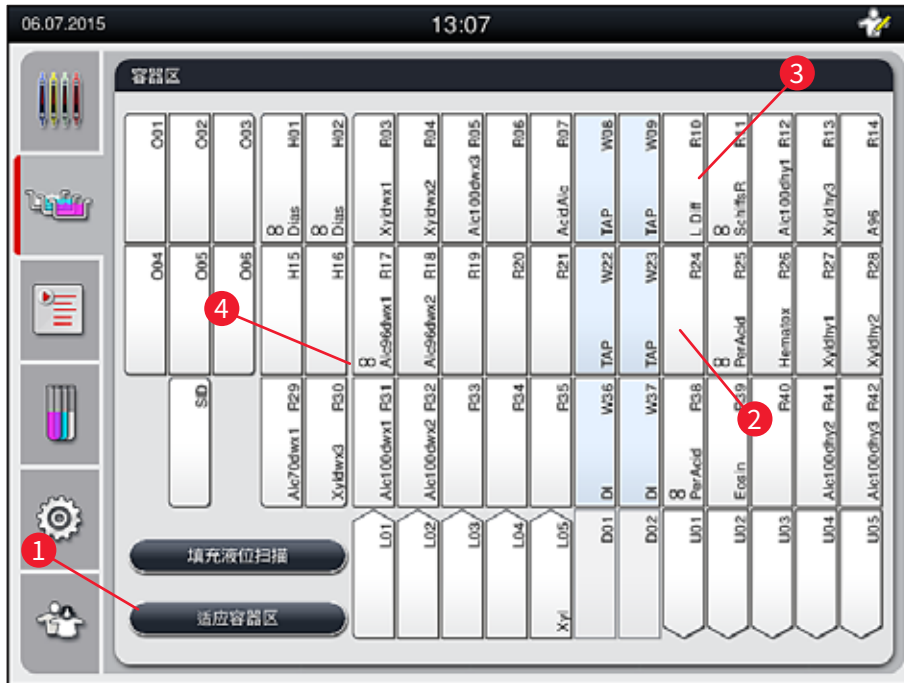 06.07.2015
13:07
容器区
3
O01
O02
O03
H01 Dias 8
H02 Dias 8
R03 Xyldwx1
R04 Xyldwx2
R05 Alc100dwx3
R06
R07 AcidAlc
W08 TAP
W09 TAP
R10 L Diff
R11 SchiffsR 8
R12 Alc100dhy1
R13 Xyldhy3
R14 A96
O04
O05
O06
H15
H16
R17 Alc96dwx1 8
R18 Alc96dwx2
R19
R20
R21
W22 TAP
W23 TAP
R24
R25 PerAcid 8
R26 Hematox
R27 Xyldhy1
R28 Xyldhy2
4
2
SID
R29 Alc70dwx1
R30 Xyldwx3
R31 Alc100dwx1
R32 Alc100dwx2
R33
R34
R35
W36 DI
W37 DI
R38 PerAcid 8
R39 Eosin
R40
R41 Alc100dhy2
R42 Alc100dhy3
1
填充液位扫描
适应容器区
L01
L02
L03
L04
L05 Xyl
D01
D02
U01
U02
U03
U04
U05